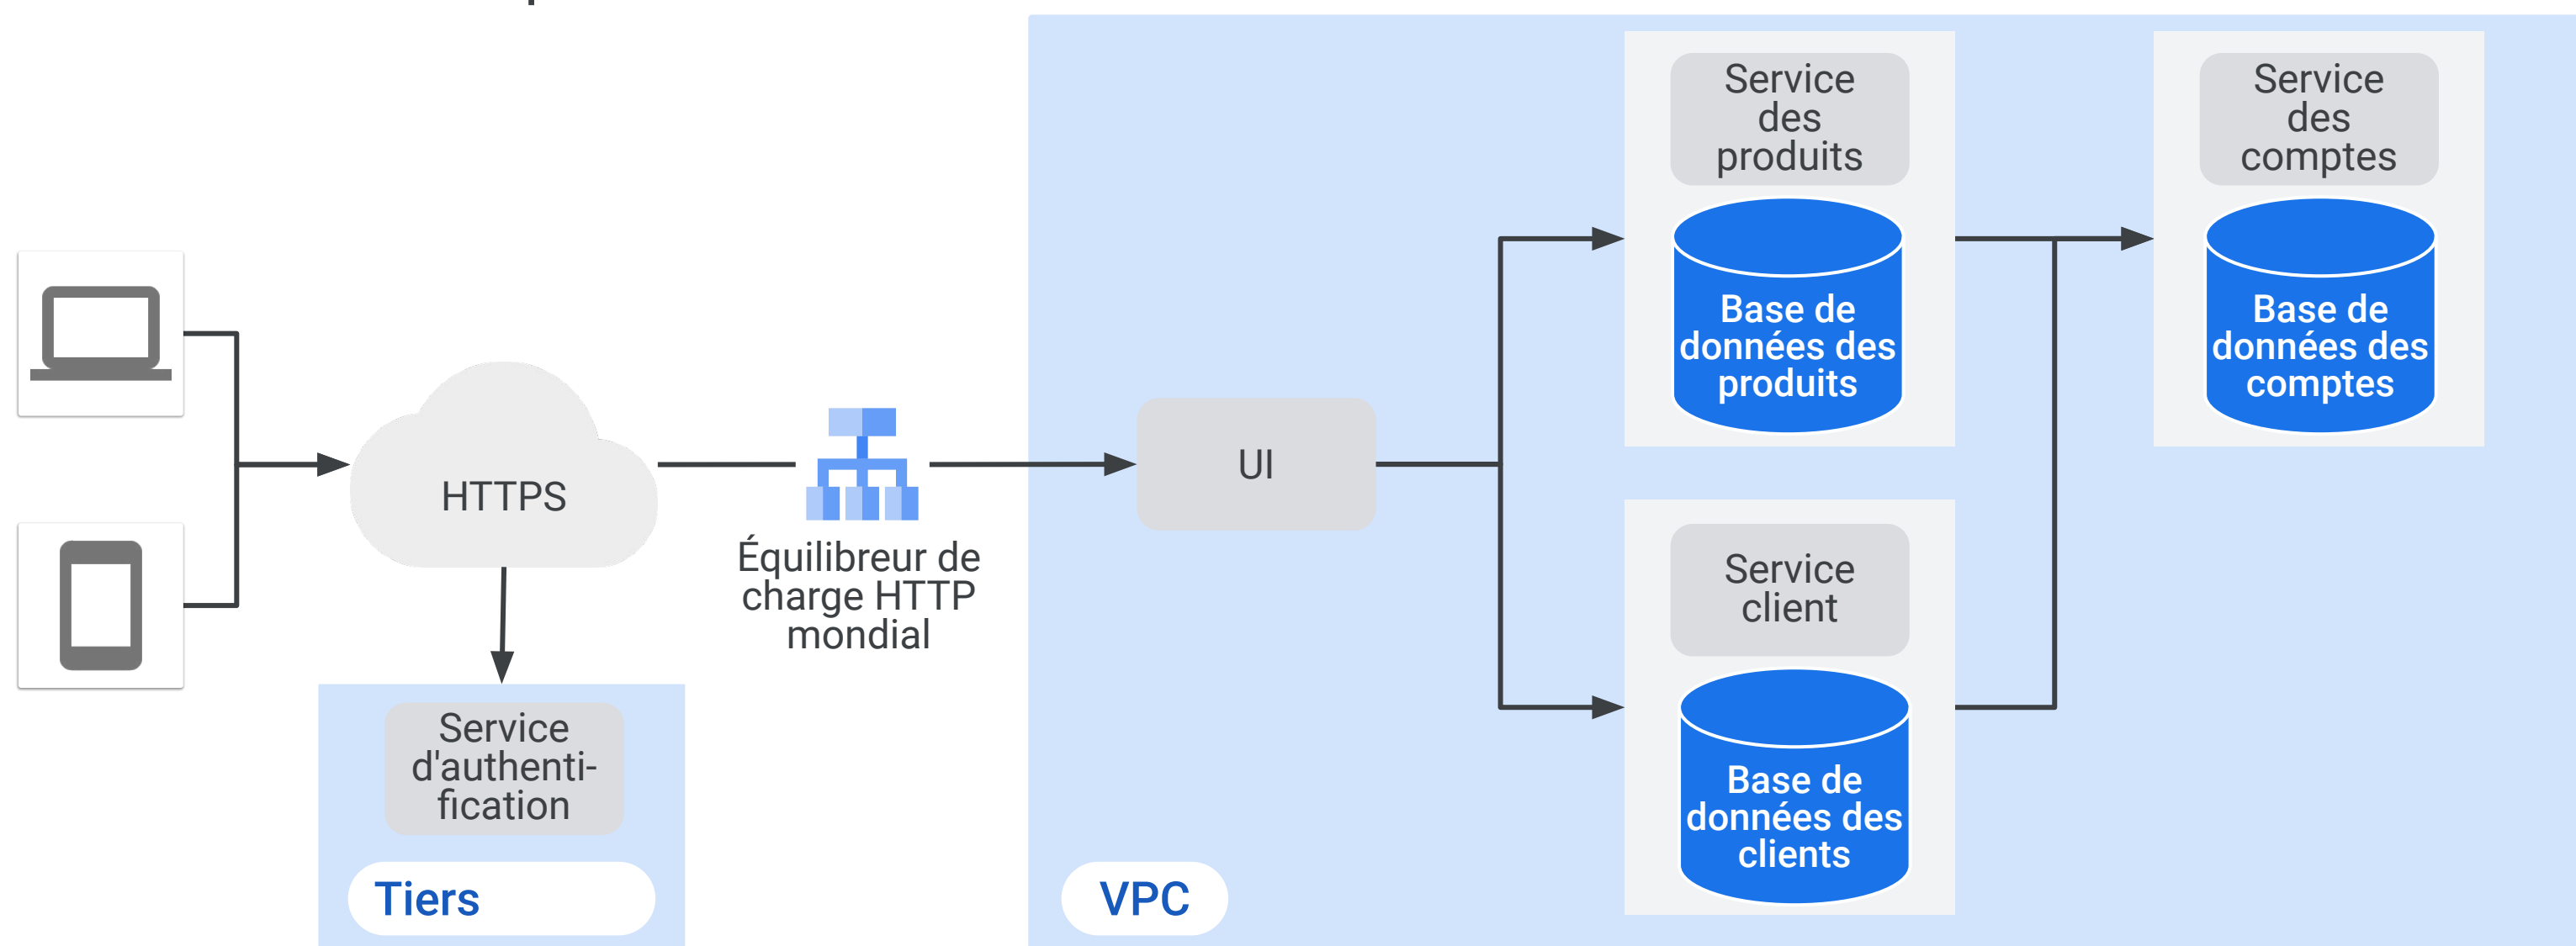 Service
des
produits
Service
des
comptes
Base de
données des
produits
Base de
données des
comptes
HTTPS
UI
Équilibreur de
charge HTTP
mondial
Service
client
Service
d'authenti-
fication
Base de
données des
clients
Tiers
VPC